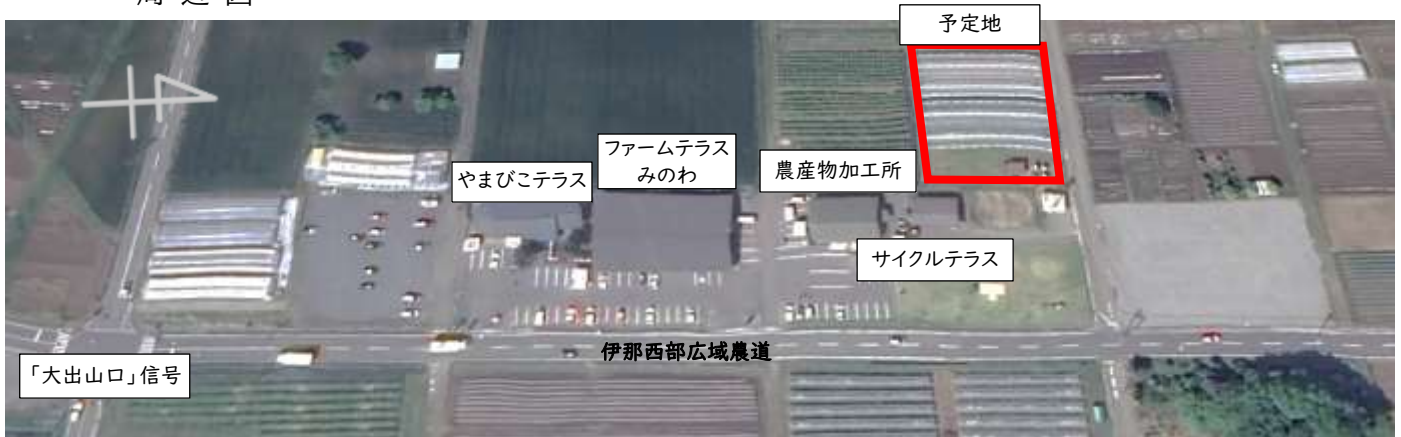 周辺図
予定地
ファームテラス
みのわ
農産物加工所
やまびこテラス
サイクルテラス
伊那西部広域農道
「大出山口」信号